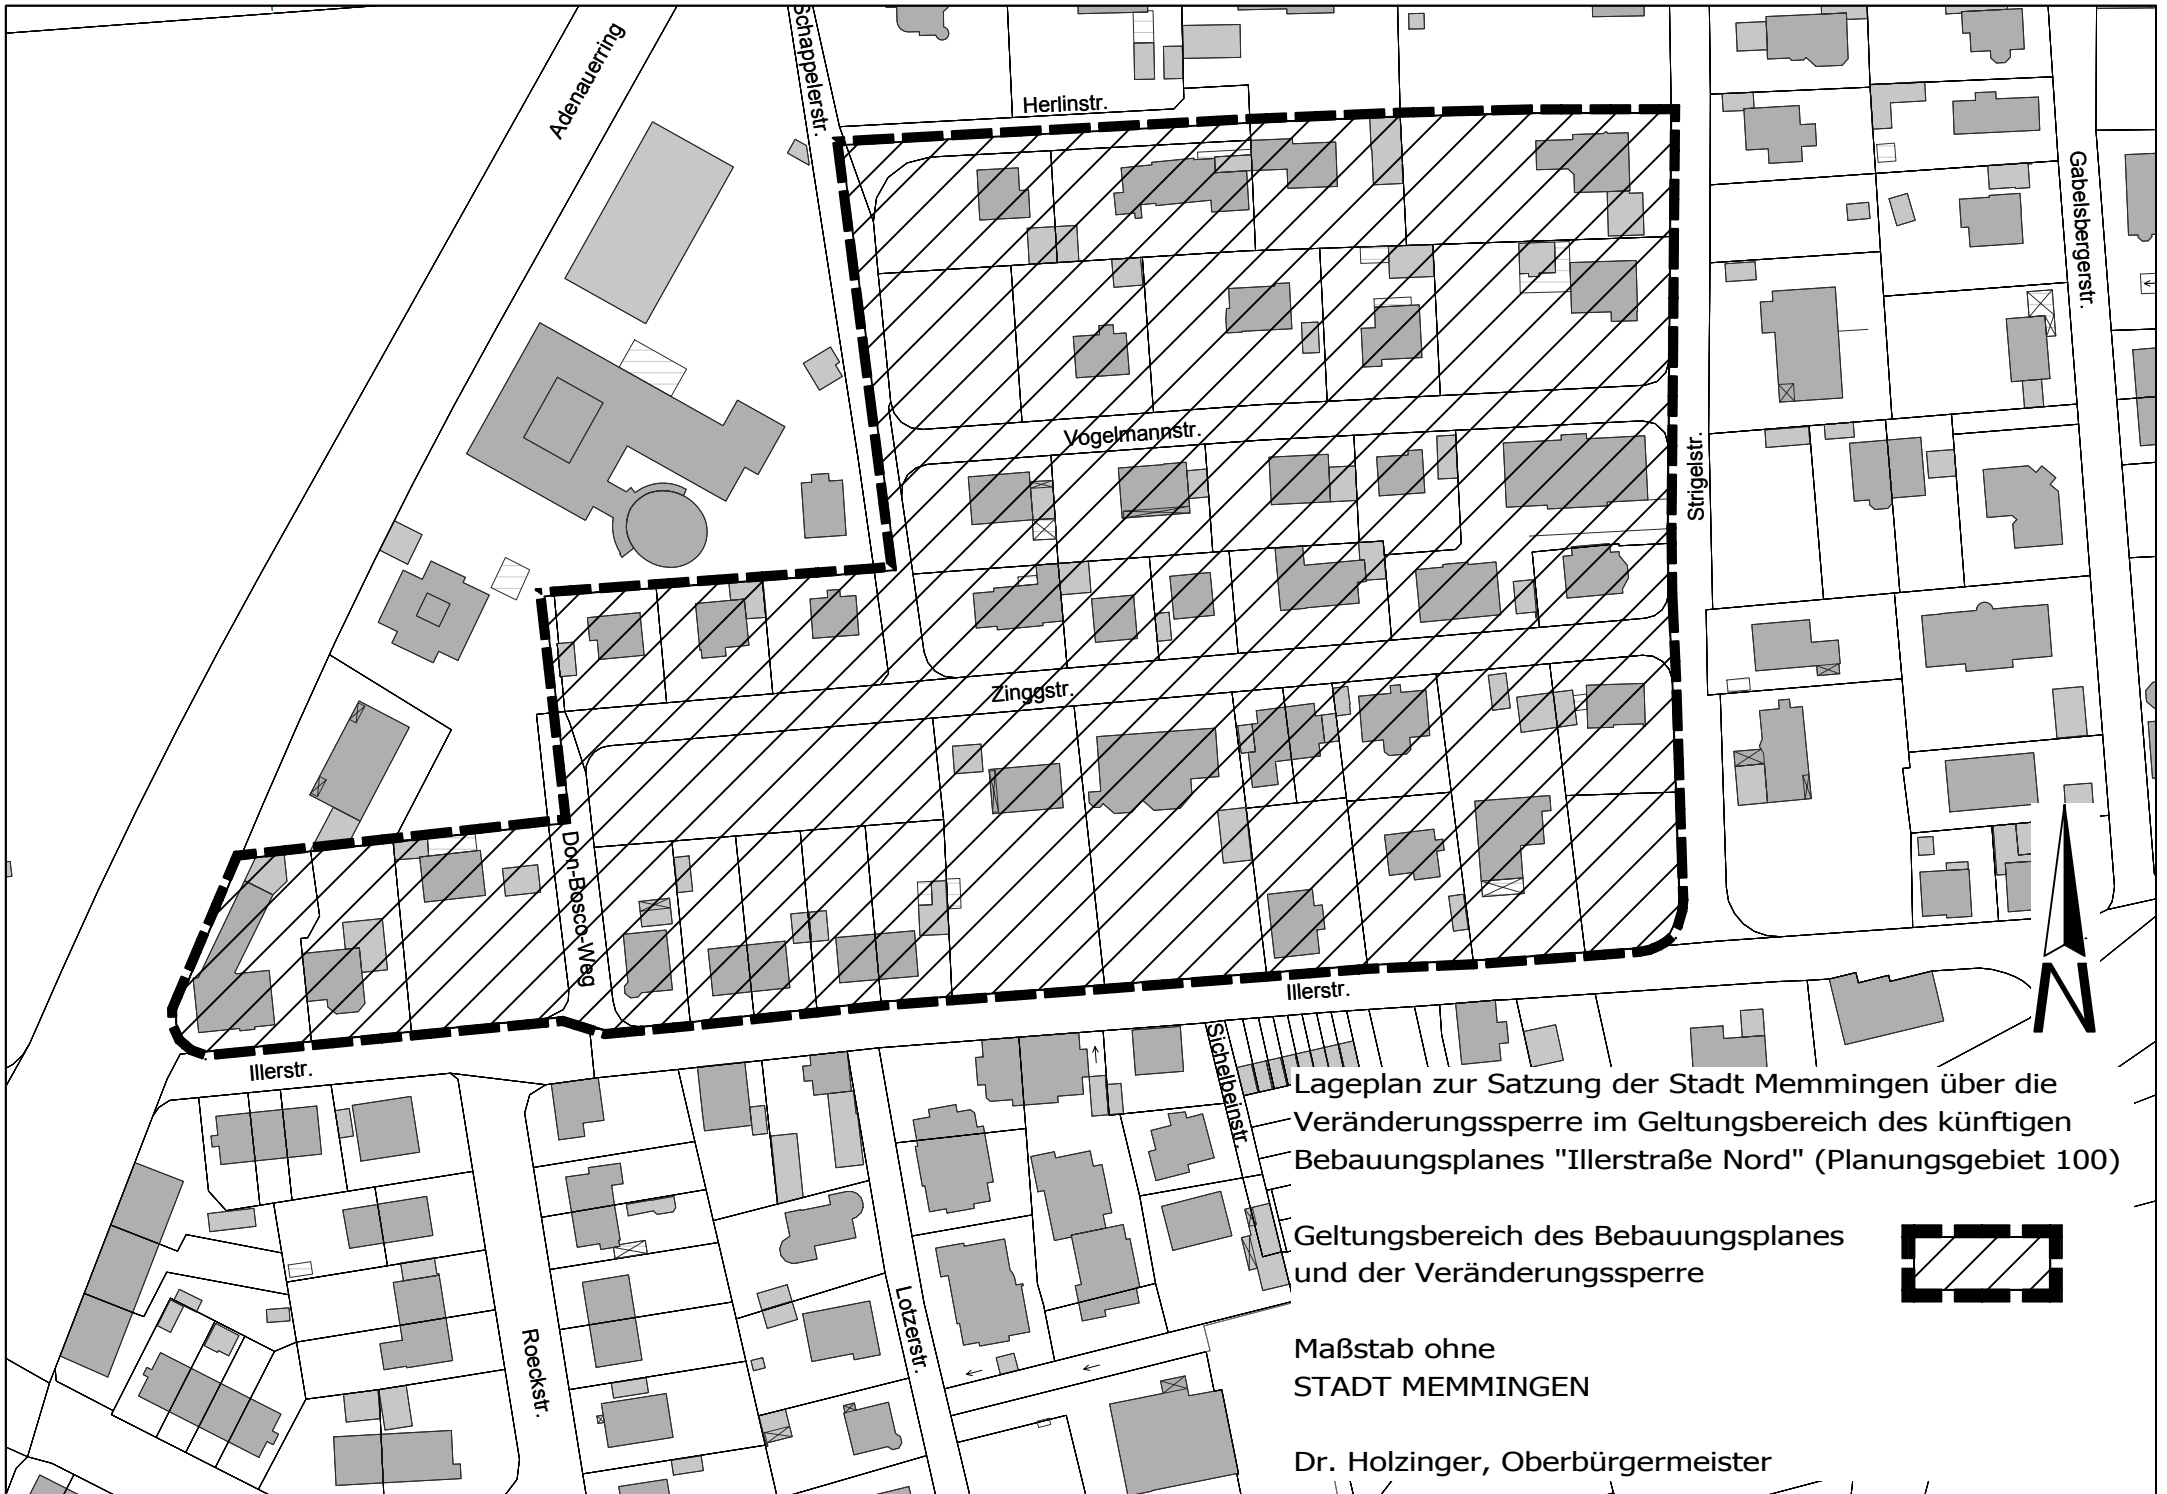 Adenauerring
Schappelerstr.
Herlinstr.
Gabelsbergerstr.
Vogelmannstr.
Strigelstr.
Zinggstr.
Don-Bosco-Weg
Illerstr.
Illerstr.
Sichelbeinstr.
Lotzerstr.
Roeckstr.
N
Lageplan zur Satzung der Stadt Memmingen über die
Veränderungssperre im Geltungsbereich des künftigen
Bebauungsplanes "Illerstraße Nord" (Planungsgebiet 100)
Geltungsbereich des Bebauungsplanes
und der Veränderungssperre
Maßstab ohne
STADT MEMMINGEN
Dr. Holzinger, Oberbürgermeister